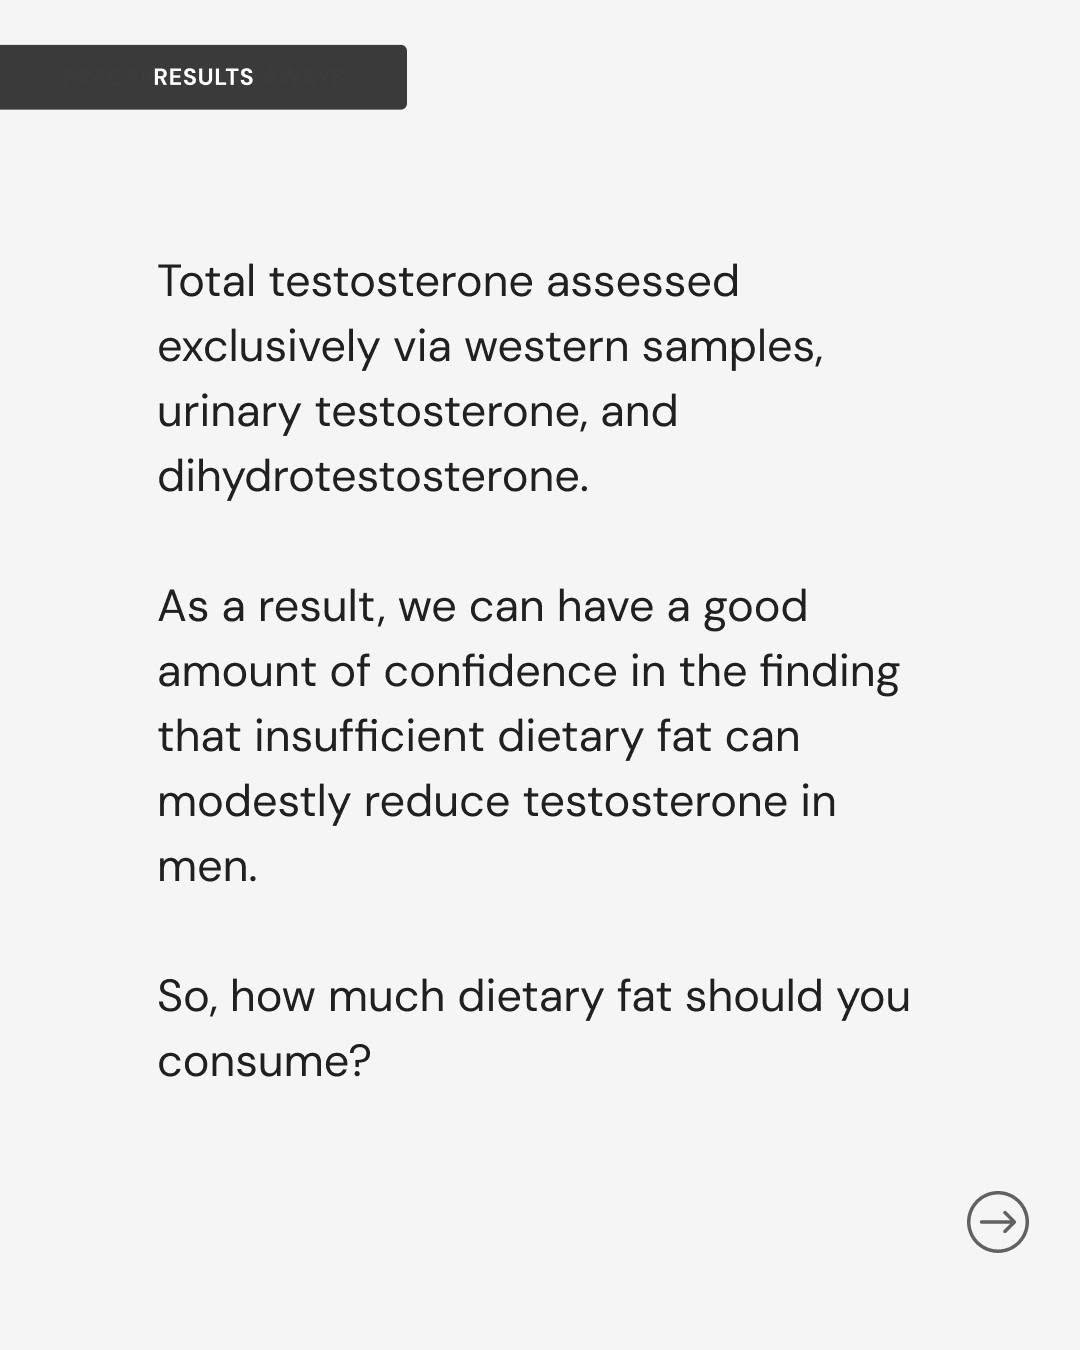 RESULTS
Total testosterone assessed
exclusively via western samples,
urinary testosterone, and
dihydrotestosterone.
As a result, we can have a good
amount of confidence in the finding
that insufficient dietary fat can
modestly reduce testosterone in
men.
So, how much dietary fat should you
consume?